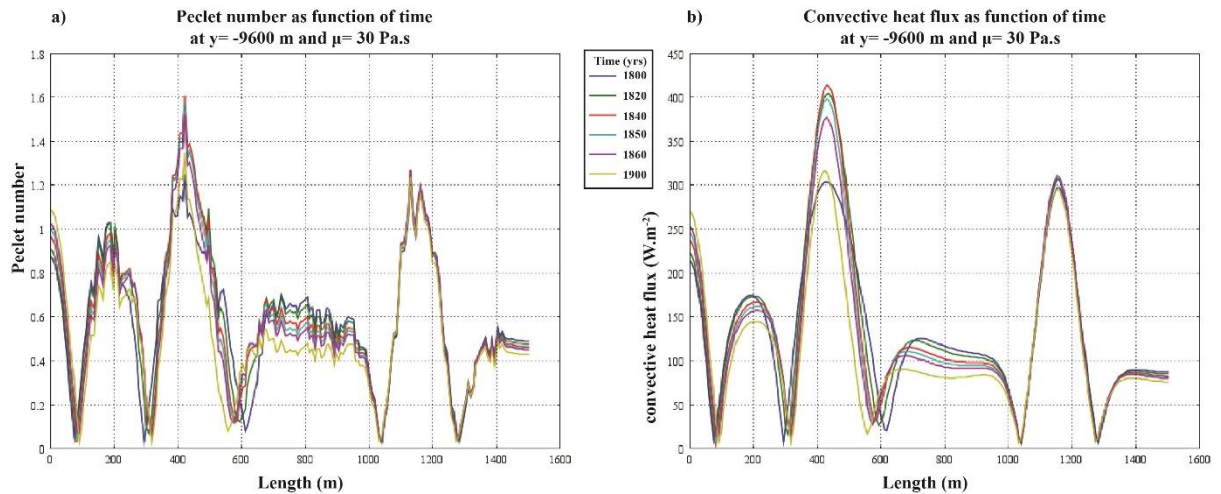 a)
Peclet number as function of time
at y= -9600 m and μ= 30 Pa.s
1.8
1.6
1.4
1.2
1
0.8
0.6
0.4
0.2
0
Peclet number
0 200 400 600 800 1000 1200 1400 1600
Length (m)
Time (yrs)
1800
1820
1840
1850
1860
1900
b)
Convective heat flux as function of time
at y= -9600 m and μ= 30 Pa.s
450
400
350
300
250
200
150
100
50
0
convective heat flux (W.m⁻²)
0 200 400 600 800 1000 1200 1400 1600
Length (m)